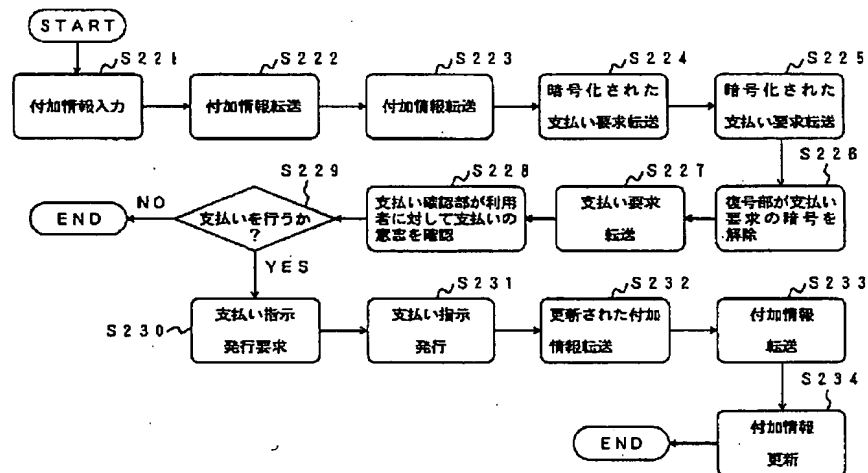 START
S221
付加情報入力
S222
付加情報転送
S223
付加情報転送
S224
暗号化された
支払い要求転送
S225
暗号化された
支払い要求転送
S226
復号部が支払い
要求の暗号を
解除
S227
支払い要求
転送
S228
支払い確認部が利用
者に対して支払いの
意志を確認
S229
支払いを行うか
?
NO
END
YES
S230
支払い指示
発行要求
S231
支払い指示
発行
S232
更新された付加
情報転送
S233
付加情報
転送
S234
付加情報
更新
END